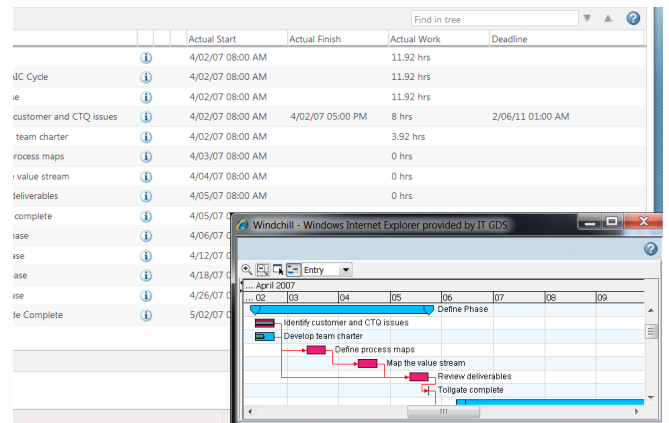 Find in tree
Actual Start Actual Finish Actual Work Deadline
4/02/07 08:00 AM 11.92 hrs
AIC Cycle 4/02/07 08:00 AM 11.92 hrs
se 4/02/07 08:00 AM 11.92 hrs
customer and CTQ issues 4/02/07 08:00 AM 4/02/07 05:00 PM 8 hrs 2/06/11 01:00 AM
team charter 4/02/07 08:00 AM 3.92 hrs
process maps 4/03/07 08:00 AM 0 hrs
value stream 4/04/07 08:00 AM 0 hrs
deliverables 4/05/07 08:00 AM 0 hrs
complete 4/05/07 0
ase 4/06/07 0
ase 4/12/07 0
ase 4/18/07 0
ase 4/26/07 0
e Complete 5/02/07 0
Windchill - Windows Internet Explorer provided by IT GDS
Entry
... April 2007
... 02 03 04 05 06 07 08 09
Define Phase
Identify customer and CTQ issues
Develop team charter
Define process maps
Map the value stream
Review deliverables
Tollgate complete